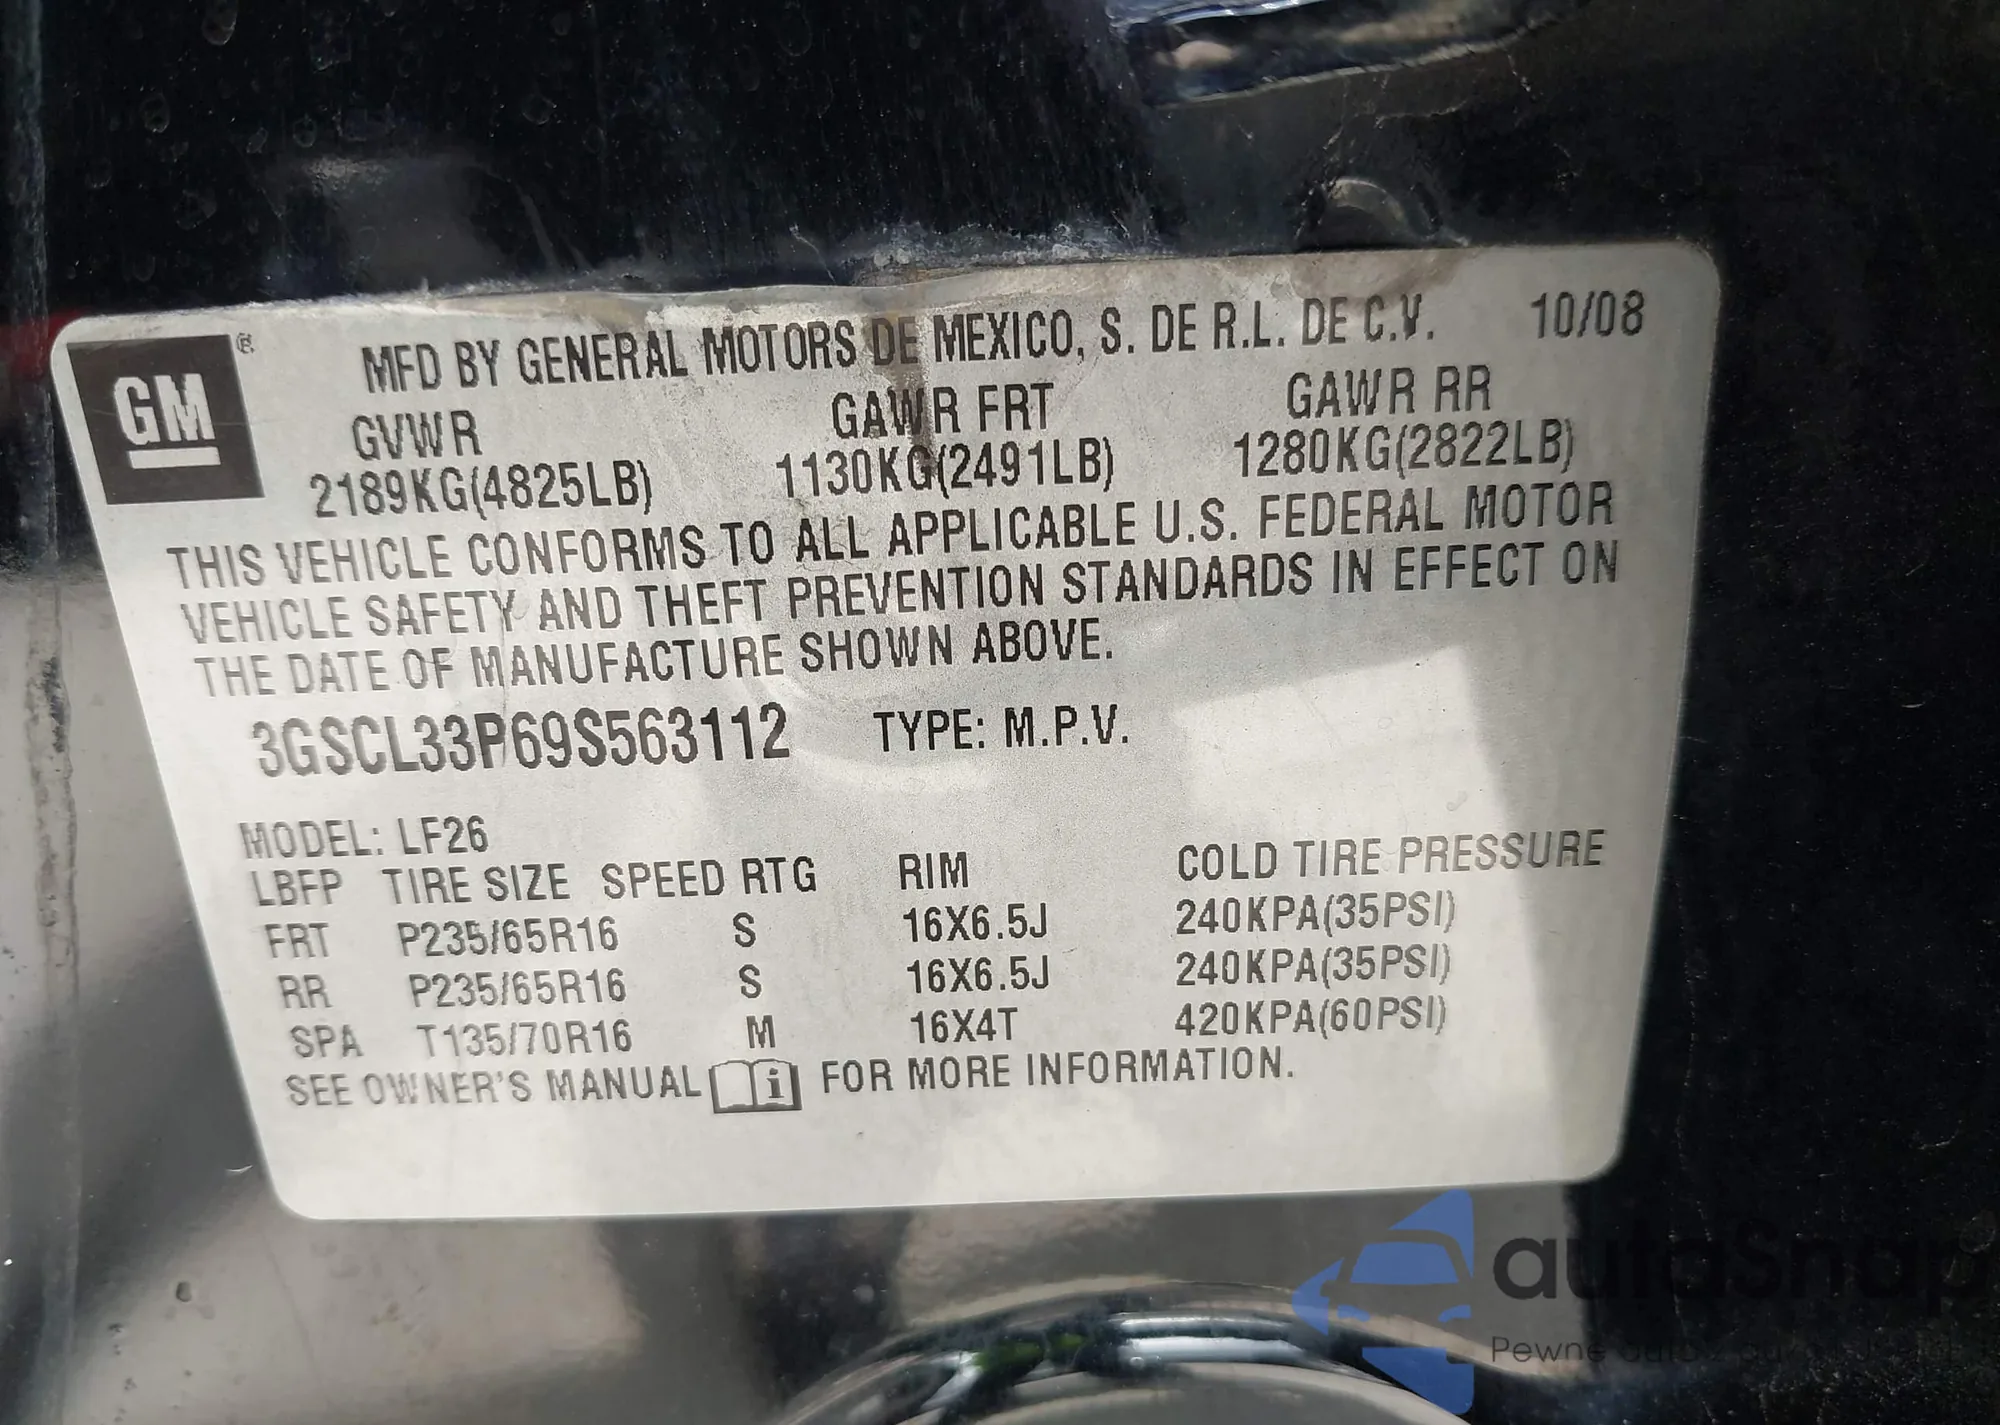 GM ®
MFD BY GENERAL MOTORS DE MEXICO, S. DE R.L. DE C.V. 10/08
GVWR GAWR FRT GAWR RR
2189KG(4825LB) 1130KG(2491LB) 1280KG(2822LB)
THIS VEHICLE CONFORMS TO ALL APPLICABLE U.S. FEDERAL MOTOR
VEHICLE SAFETY AND THEFT PREVENTION STANDARDS IN EFFECT ON
THE DATE OF MANUFACTURE SHOWN ABOVE.
3GSCL33P69S563112 TYPE: M.P.V.
MODEL: LF26
LBFP TIRE SIZE SPEED RTG RIM COLD TIRE PRESSURE
FRT P235/65R16 S 16X6.5J 240KPA(35PSI)
RR P235/65R16 S 16X6.5J 240KPA(35PSI)
SPA T135/70R16 M 16X4T 420KPA(60PSI)
SEE OWNER'S MANUAL i FOR MORE INFORMATION.
autoSnap
Pewne auto z